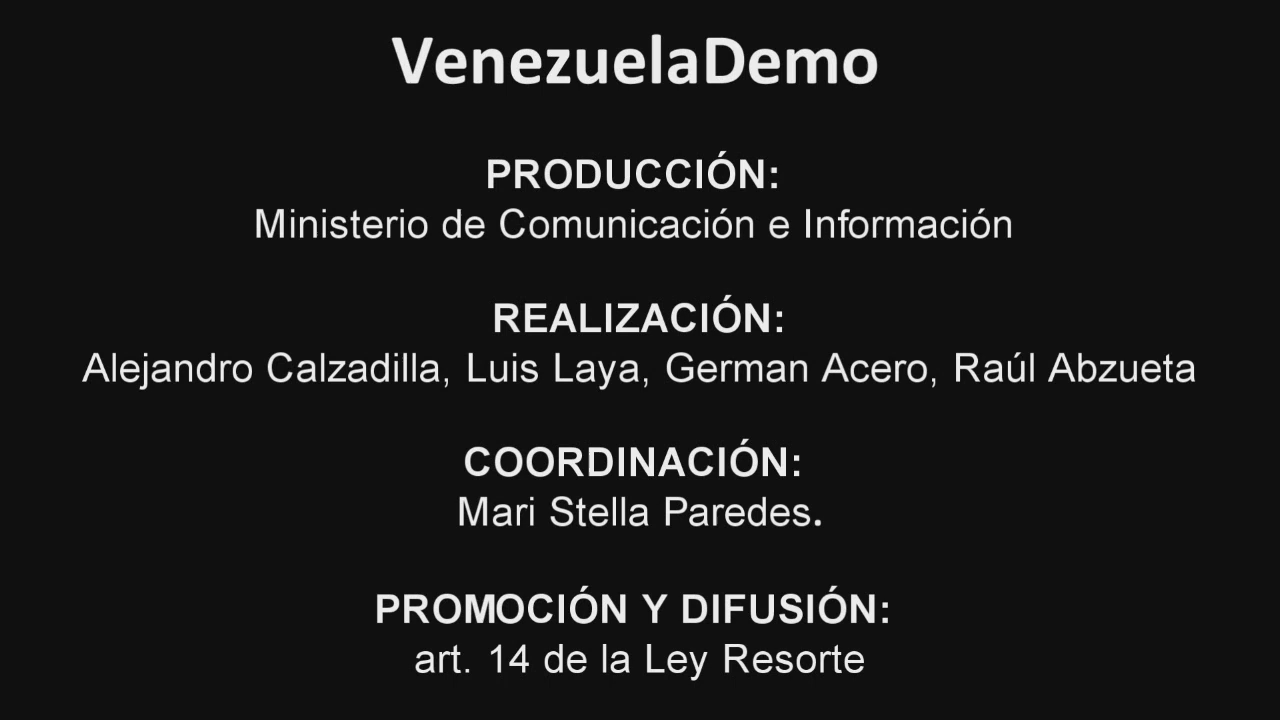 VenezuelaDemo
PRODUCCIÓN:
Ministerio de Comunicación e Información
REALIZACIÓN:
Alejandro Calzadilla, Luis Laya, German Acero, Raúl Abzueta
COORDINACIÓN:
Mari Stella Paredes.
PROMOCIÓN Y DIFUSIÓN:
art. 14 de la Ley Resorte